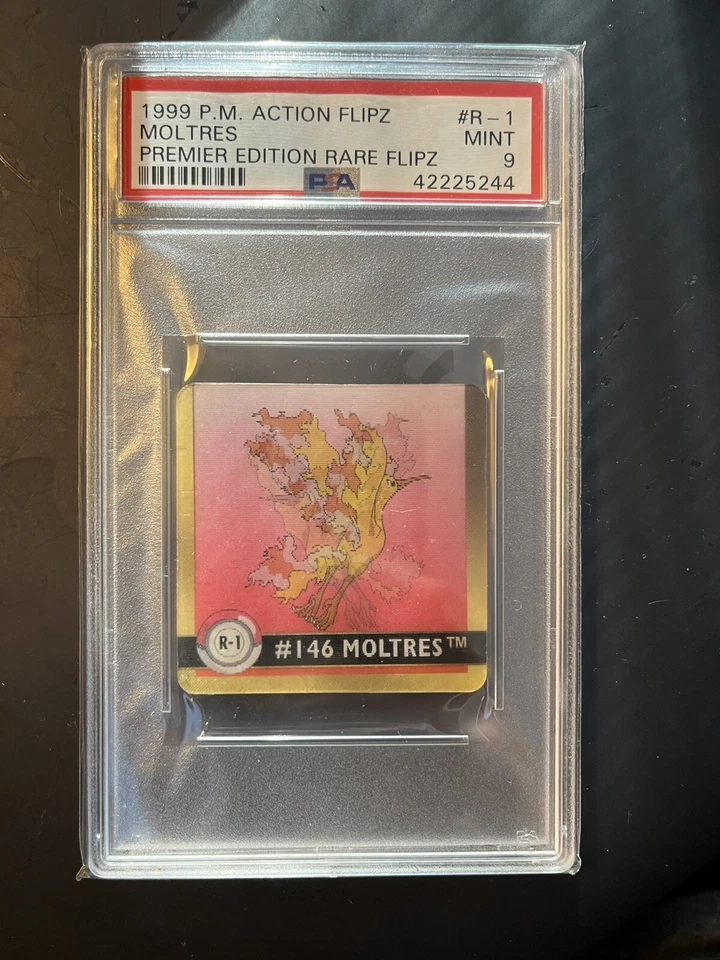 1999 P.M. ACTION FLIPZ #R-1
MOLTRES MINT
PREMIER EDITION RARE FLIPZ 9
PSA 42225244
R-1
#146 MOLTRES™